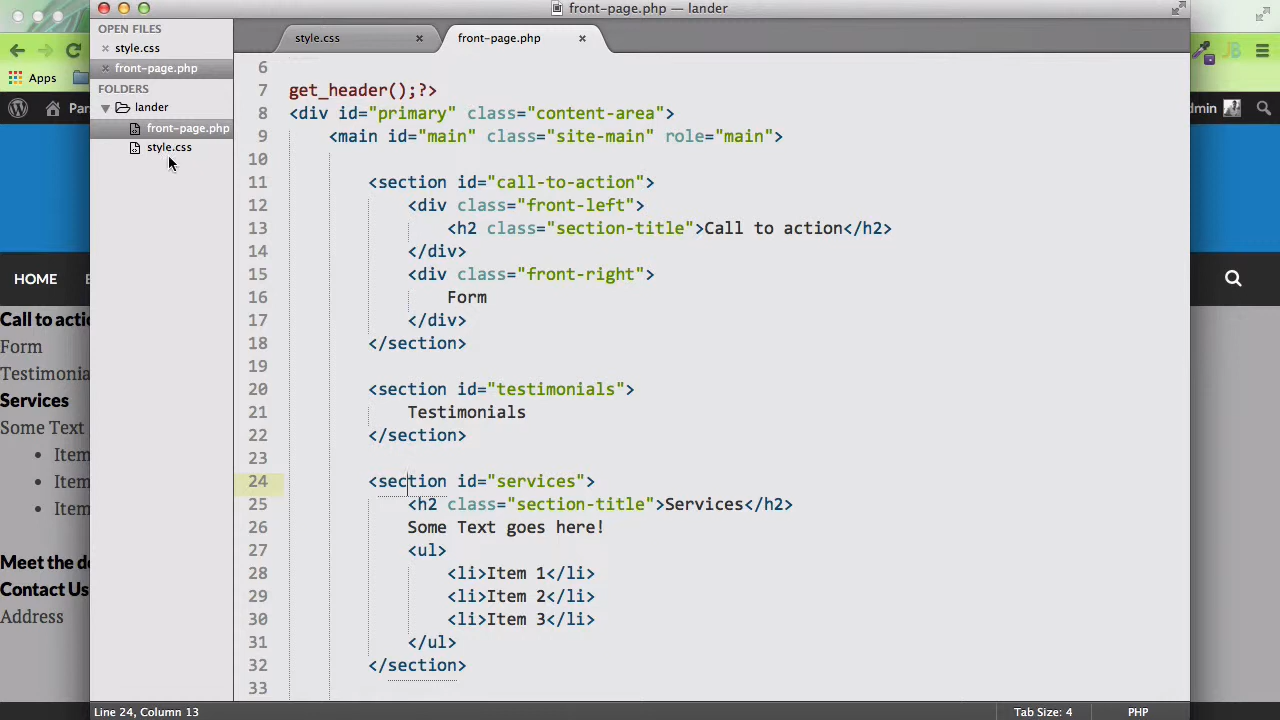 front-page.php — lander
OPEN FILES
style.css
front-page.php
FOLDERS
lander
front-page.php
style.css
style.css
front-page.php
Apps
Par
dmin
HOME
Call to actio
Form
Testimonia
Services
Some Text
Item
Item
Item
Meet the de
Contact Us
Address
6
7 get_header();?>
8 <div id="primary" class="content-area">
9 <main id="main" class="site-main" role="main">
10
11 <section id="call-to-action">
12 <div class="front-left">
13 <h2 class="section-title">Call to action</h2>
14 </div>
15 <div class="front-right">
16 Form
17 </div>
18 </section>
19
20 <section id="testimonials">
21 Testimonials
22 </section>
23
24 <section id="services">
25 <h2 class="section-title">Services</h2>
26 Some Text goes here!
27 <ul>
28 <li>Item 1</li>
29 <li>Item 2</li>
30 <li>Item 3</li>
31 </ul>
32 </section>
33
Line 24, Column 13
Tab Size: 4
PHP